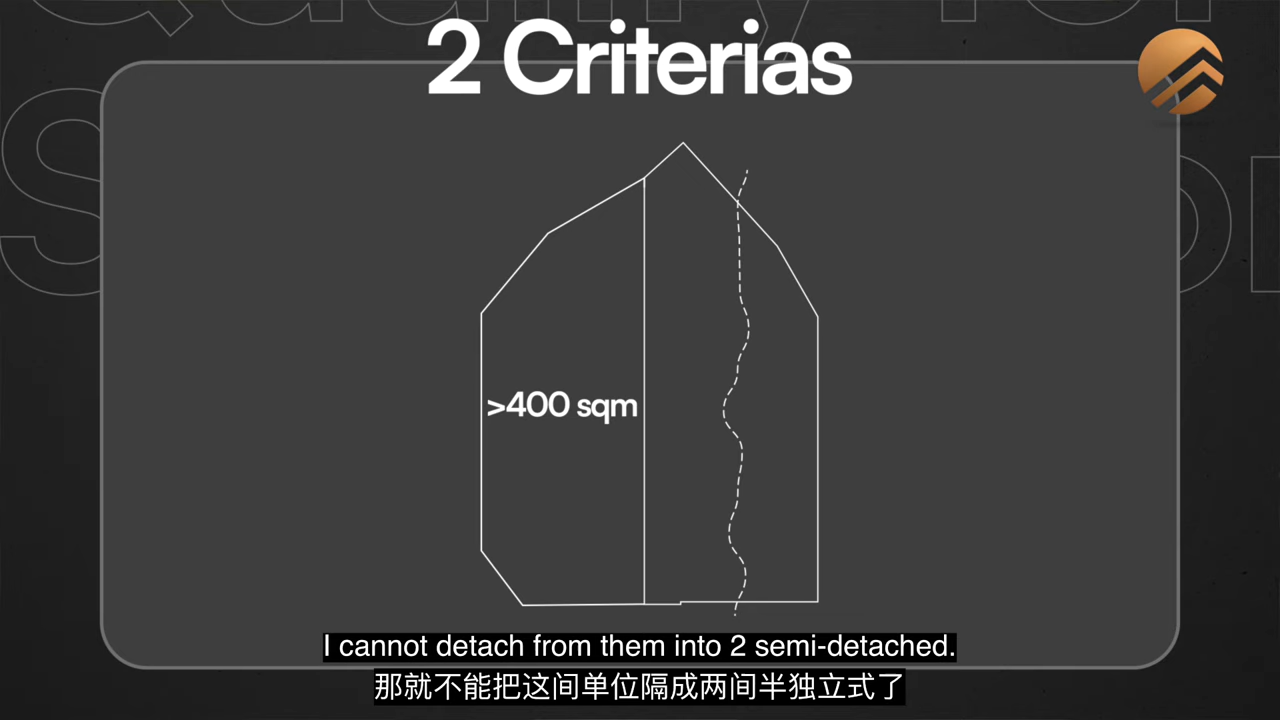 2 Criterias
>400 sqm
I cannot detach from them into 2 semi-detached.
那就不能把这间单位隔成两间半独立式了